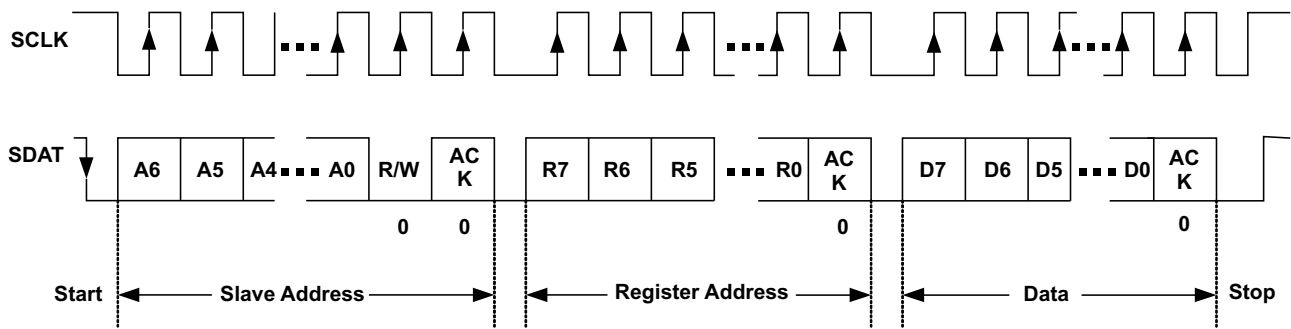 SCLK
SDAT
A6 A5 A4 A0 R/W AC K R7 R6 R5 R0 AC K D7 D6 D5 D0 AC K
0 0 0 0
Start Slave Address Register Address Data Stop